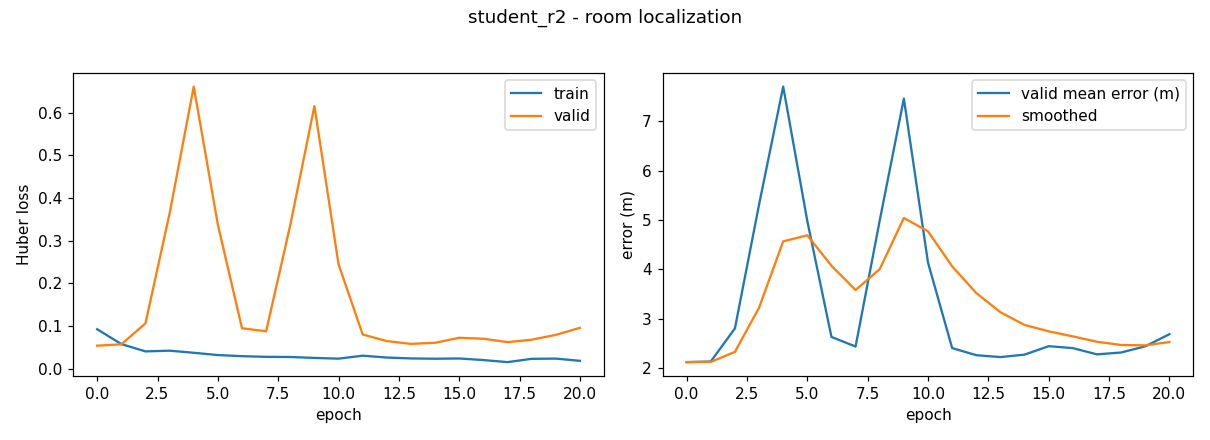 student_r2 - room localization
train
valid
Huber loss
0.6
0.5
0.4
0.3
0.2
0.1
0.0
0.0 2.5 5.0 7.5 10.0 12.5 15.0 17.5 20.0
epoch
valid mean error (m)
smoothed
error (m)
7
6
5
4
3
2
0.0 2.5 5.0 7.5 10.0 12.5 15.0 17.5 20.0
epoch